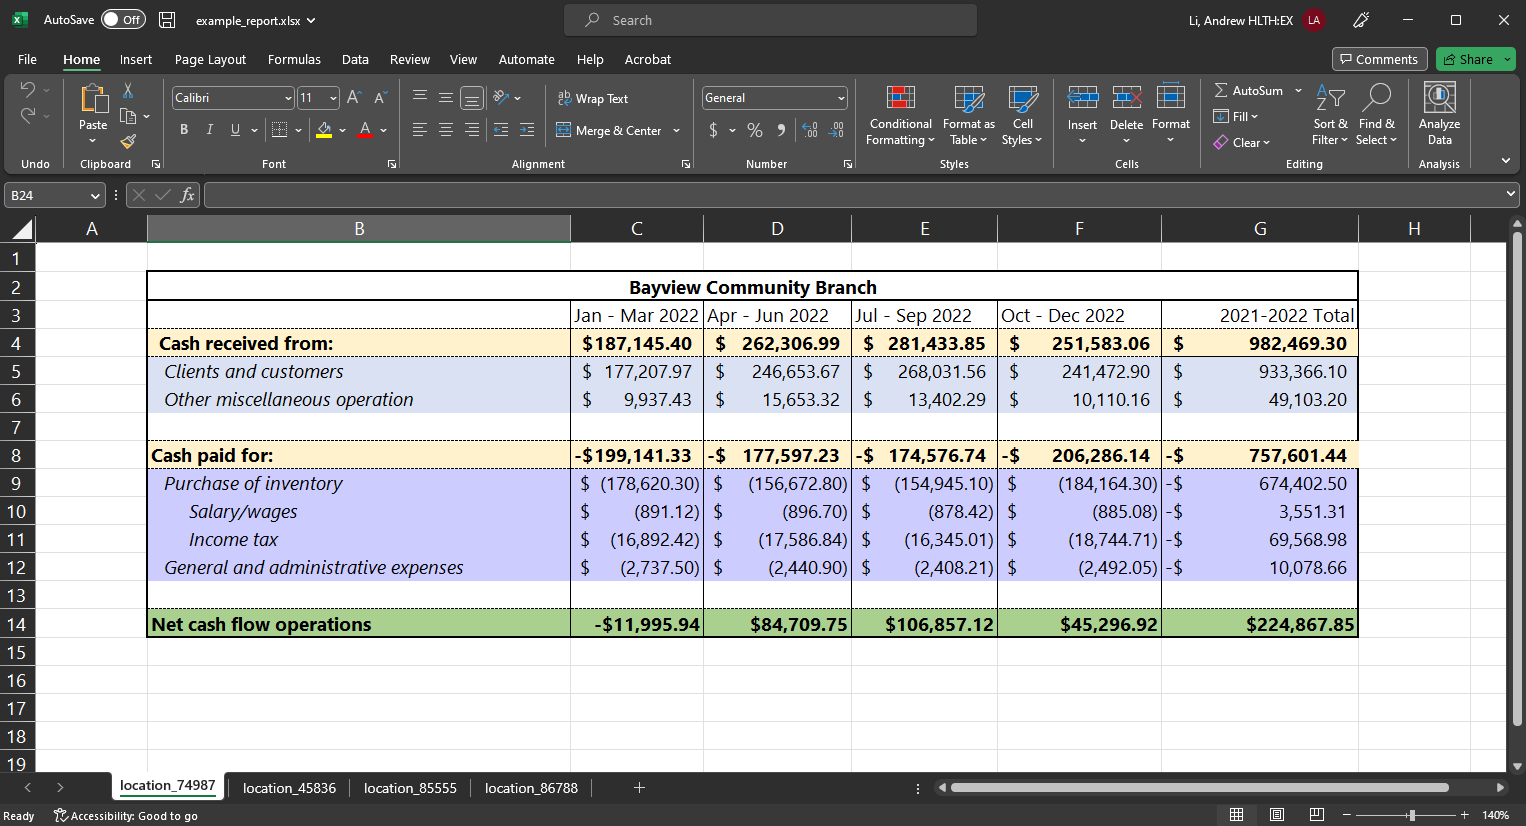 AutoSave Off example_report.xlsx Search Li, Andrew HLTH:EX LA
File Home Insert Page Layout Formulas Data Review View Automate Help Acrobat Comments Share
Calibri 11 Wrap Text General AutoSum
Paste B I U Merge & Center $ % Conditional Formatting Format as Table Cell Styles Insert Delete Format Fill Clear Sort & Filter Find & Select Analyze Data
Undo Clipboard Font Alignment Number Styles Cells Editing Analysis
B24 fx
A B C D E F G H
1
2 Bayview Community Branch
3 Jan - Mar 2022 Apr - Jun 2022 Jul - Sep 2022 Oct - Dec 2022 2021-2022 Total
4 Cash received from: $187,145.40 $ 262,306.99 $ 281,433.85 $ 251,583.06 $ 982,469.30
5 Clients and customers $ 177,207.97 $ 246,653.67 $ 268,031.56 $ 241,472.90 $ 933,366.10
6 Other miscellaneous operation $ 9,937.43 $ 15,653.32 $ 13,402.29 $ 10,110.16 $ 49,103.20
7
8 Cash paid for: -$199,141.33 -$ 177,597.23 -$ 174,576.74 -$ 206,286.14 -$ 757,601.44
9 Purchase of inventory $ (178,620.30) $ (156,672.80) $ (154,945.10) $ (184,164.30) -$ 674,402.50
10 Salary/wages $ (891.12) $ (896.70) $ (878.42) $ (885.08) -$ 3,551.31
11 Income tax $ (16,892.42) $ (17,586.84) $ (16,345.01) $ (18,744.71) -$ 69,568.98
12 General and administrative expenses $ (2,737.50) $ (2,440.90) $ (2,408.21) $ (2,492.05) -$ 10,078.66
13
14 Net cash flow operations -$11,995.94 $84,709.75 $106,857.12 $45,296.92 $224,867.85
15
16
17
18
19
location_74987 location_45836 location_85555 location_86788
Ready Accessibility: Good to go 140%